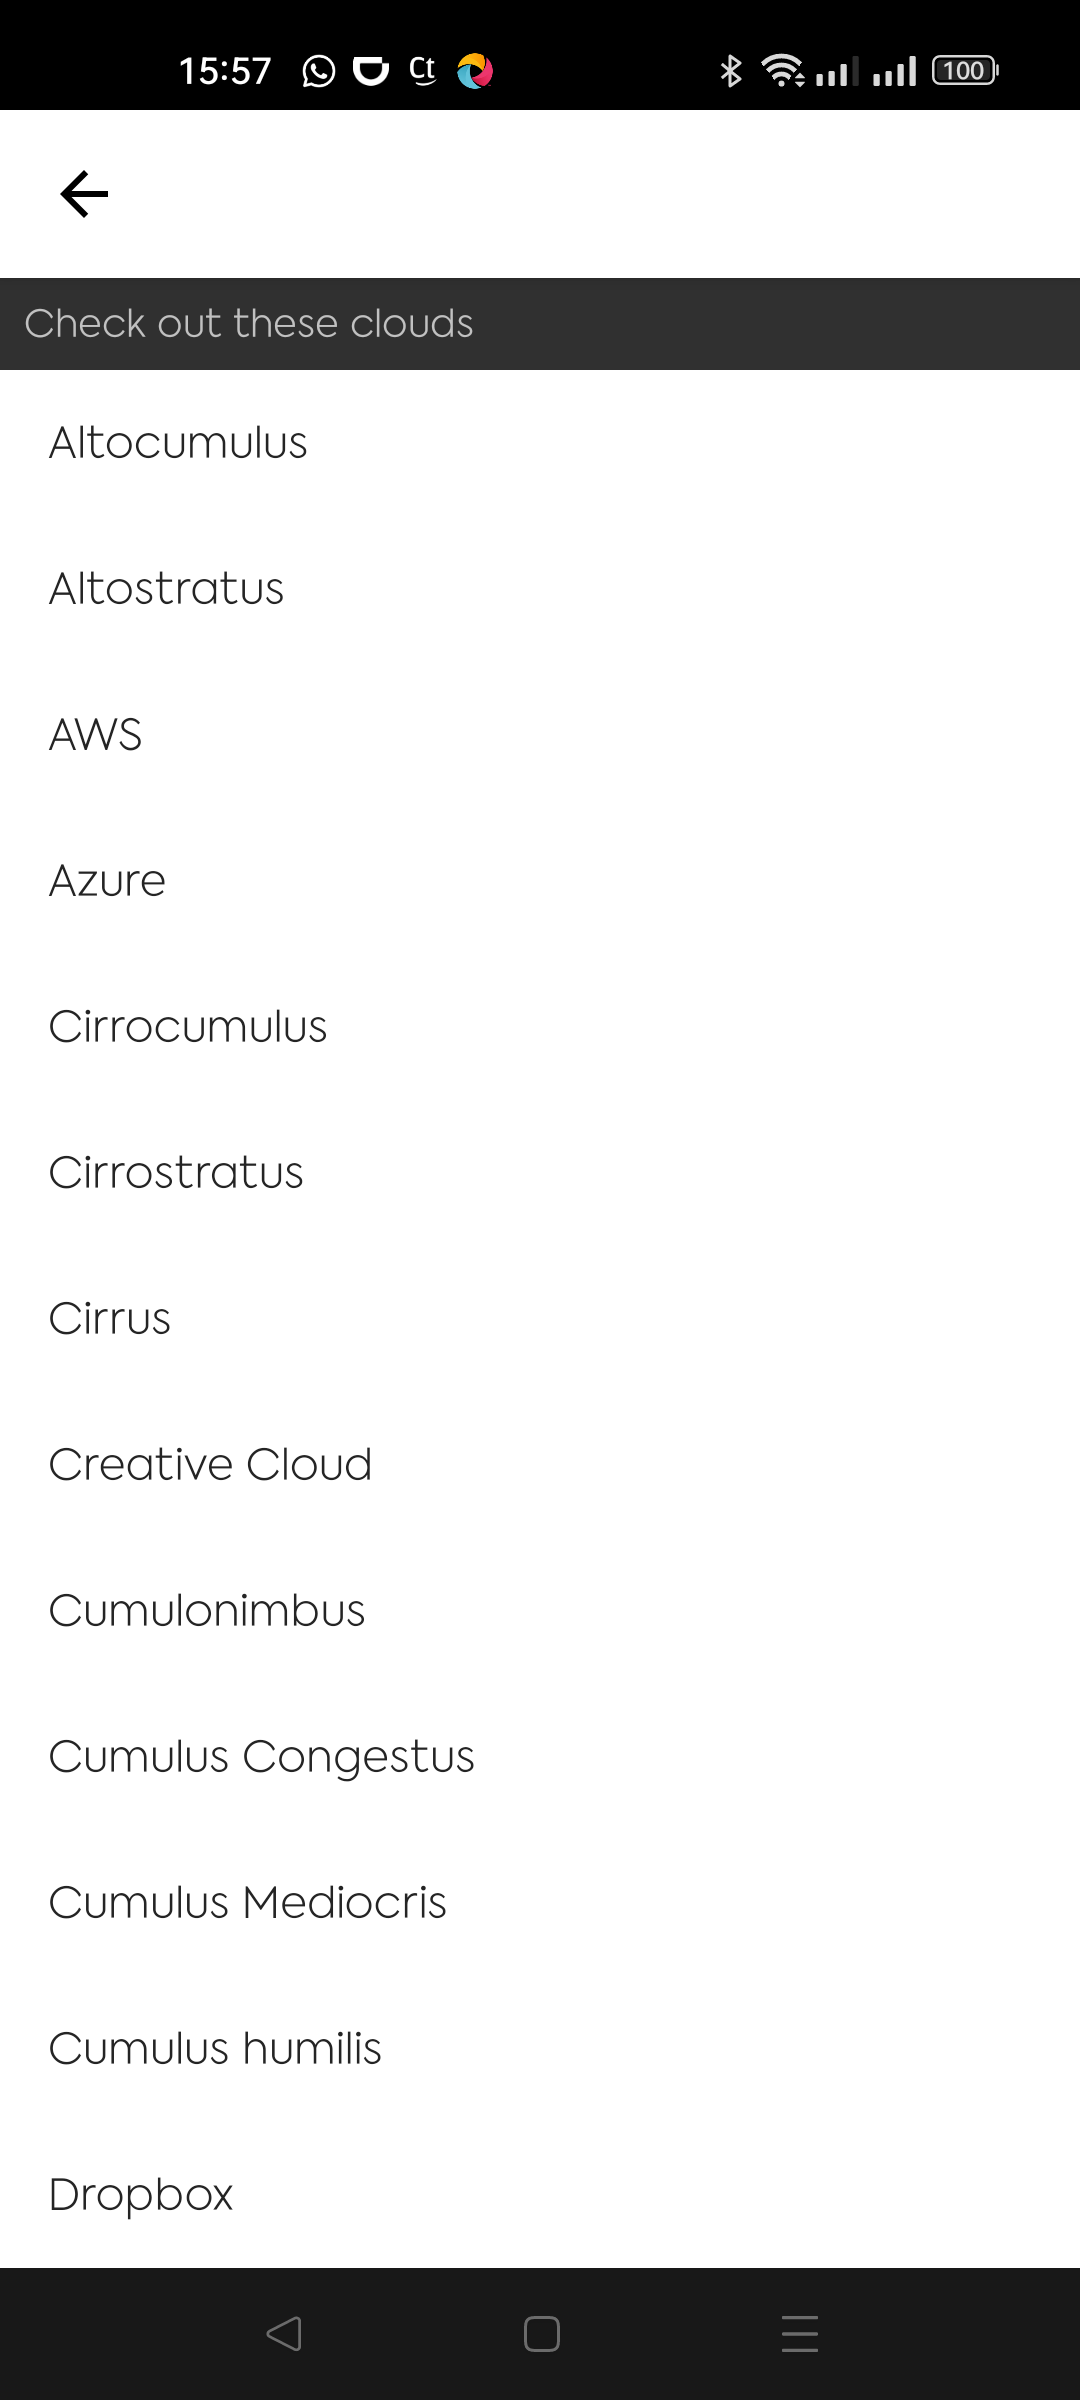 15:57 Ct 100
Check out these clouds
Altocumulus
Altostratus
AWS
Azure
Cirrocumulus
Cirrostratus
Cirrus
Creative Cloud
Cumulonimbus
Cumulus Congestus
Cumulus Mediocris
Cumulus humilis
Dropbox